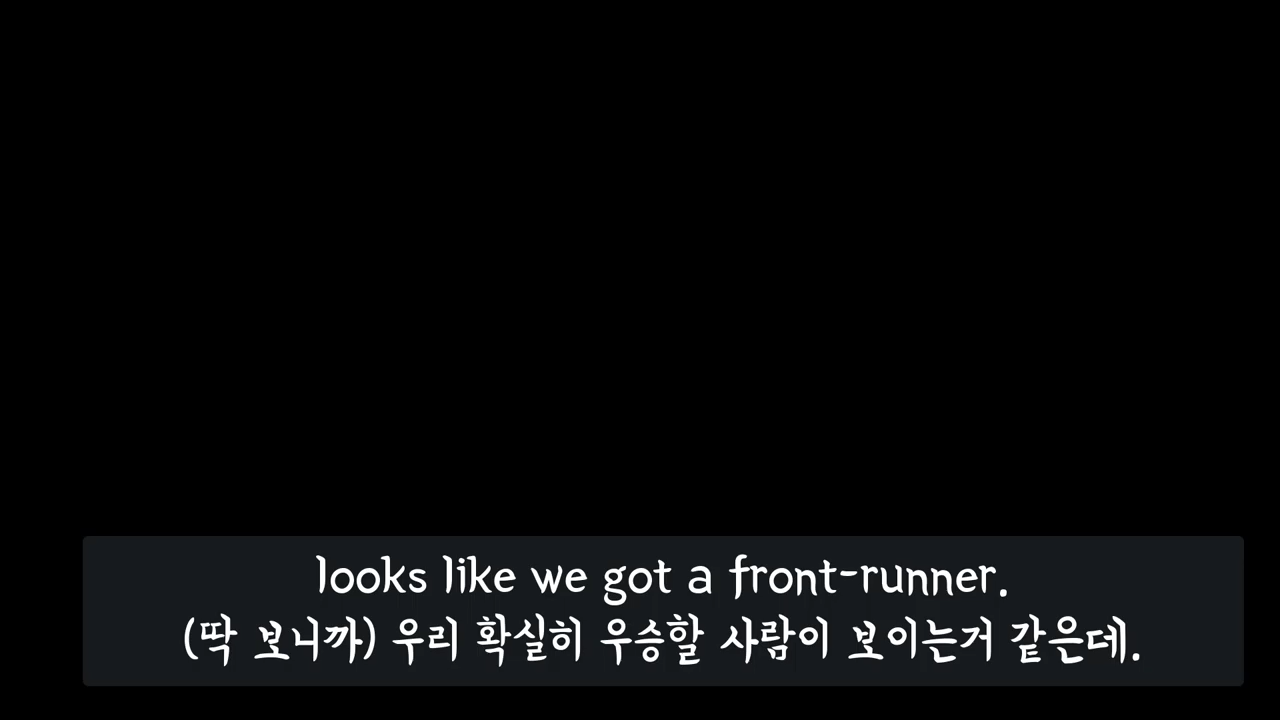 looks like we got a front-runner.
(딱 보니까) 우리 확실히 우승할 사람이 보이는거 같은데.